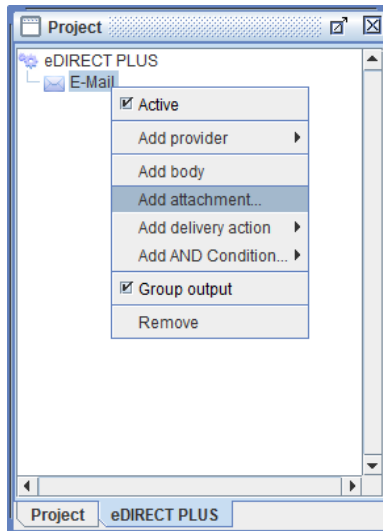 Project
eDIRECT PLUS
E-Mail
Active
Add provider
Add body
Add attachment...
Add delivery action
Add AND Condition...
Group output
Remove
Project eDIRECT PLUS